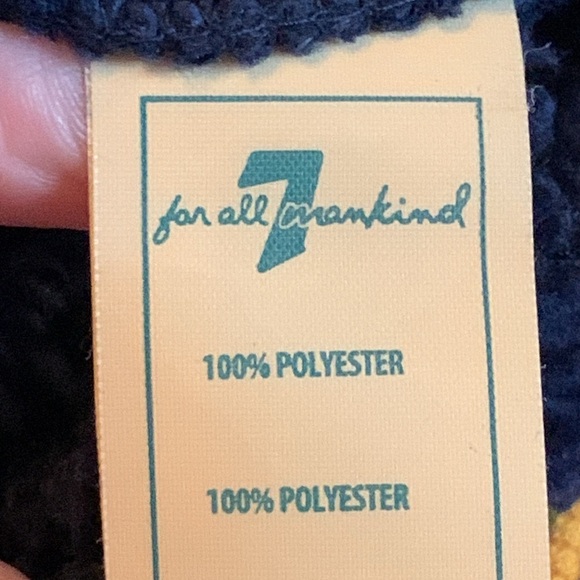 7
for all mankind
100% POLYESTER
100% POLYESTER